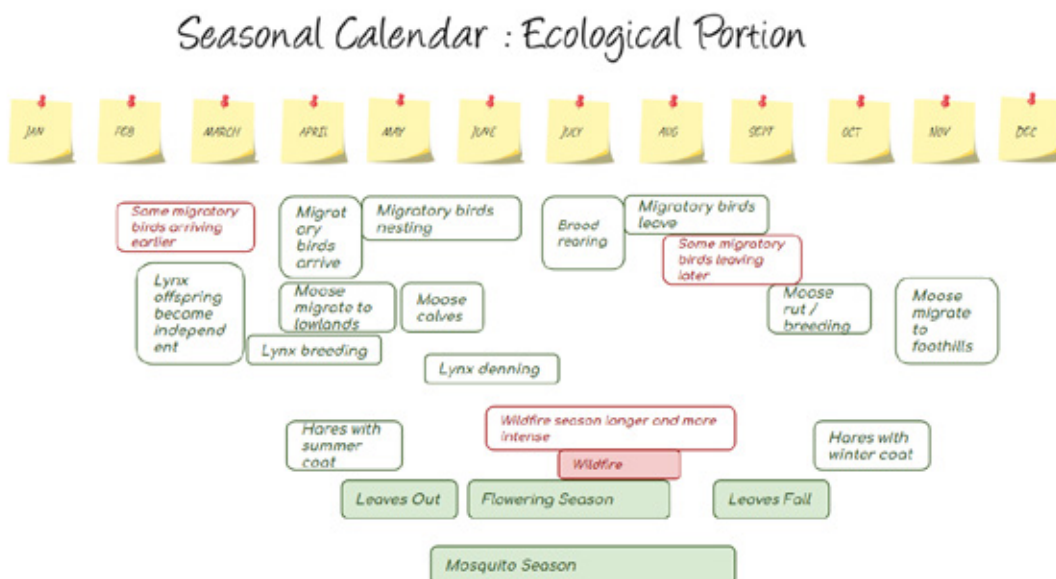 Seasonal Calendar : Ecological Portion
JAN
FEB
MARCH
APRIL
MAY
JUNE
JULY
AUG
SEPT
OCT
NOV
DEC
Some migratory
birds arriving
earlier
Migrat
ory
birds
arrive
Migratory birds
nesting
Brood
rearing
Migratory birds
leave
Some migratory
birds leaving
later
Lynx
offspring
become
independ
ent
Moose
migrate to
lowlands
Moose
calves
Moose
rut /
breeding
Moose
migrate
to
foothills
Lynx breeding
Lynx denning
Hares with
summer
coat
Wildfire season longer and more
intense
Wildfire
Hares with
winter coat
Leaves Out
Flowering Season
Leaves Fall
Mosquito Season